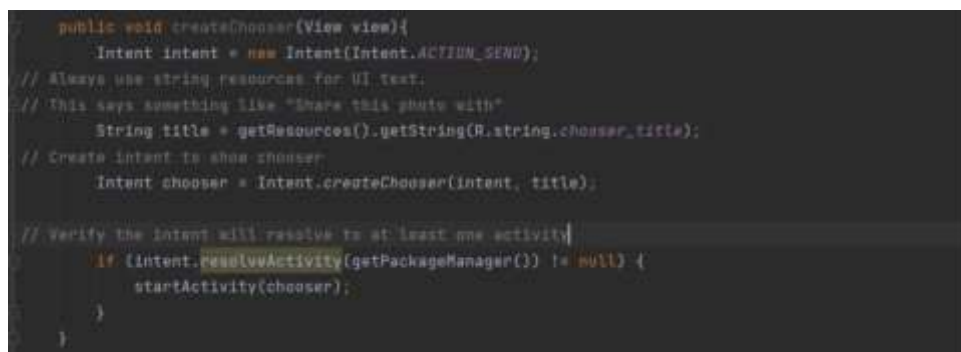 public void createChooser(View view){
Intent intent = new Intent(Intent.ACTION_SEND);
// Always use string resources for UI text.
// This says something like "Share this photo with"
String title = getResources().getString(R.string.chooser_title);
// Create intent to show chooser
Intent chooser = Intent.createChooser(intent, title);
// Verify the intent will resolve to at least one activity
if (intent.resolveActivity(getPackageManager()) != null) {
startActivity(chooser);
}
}